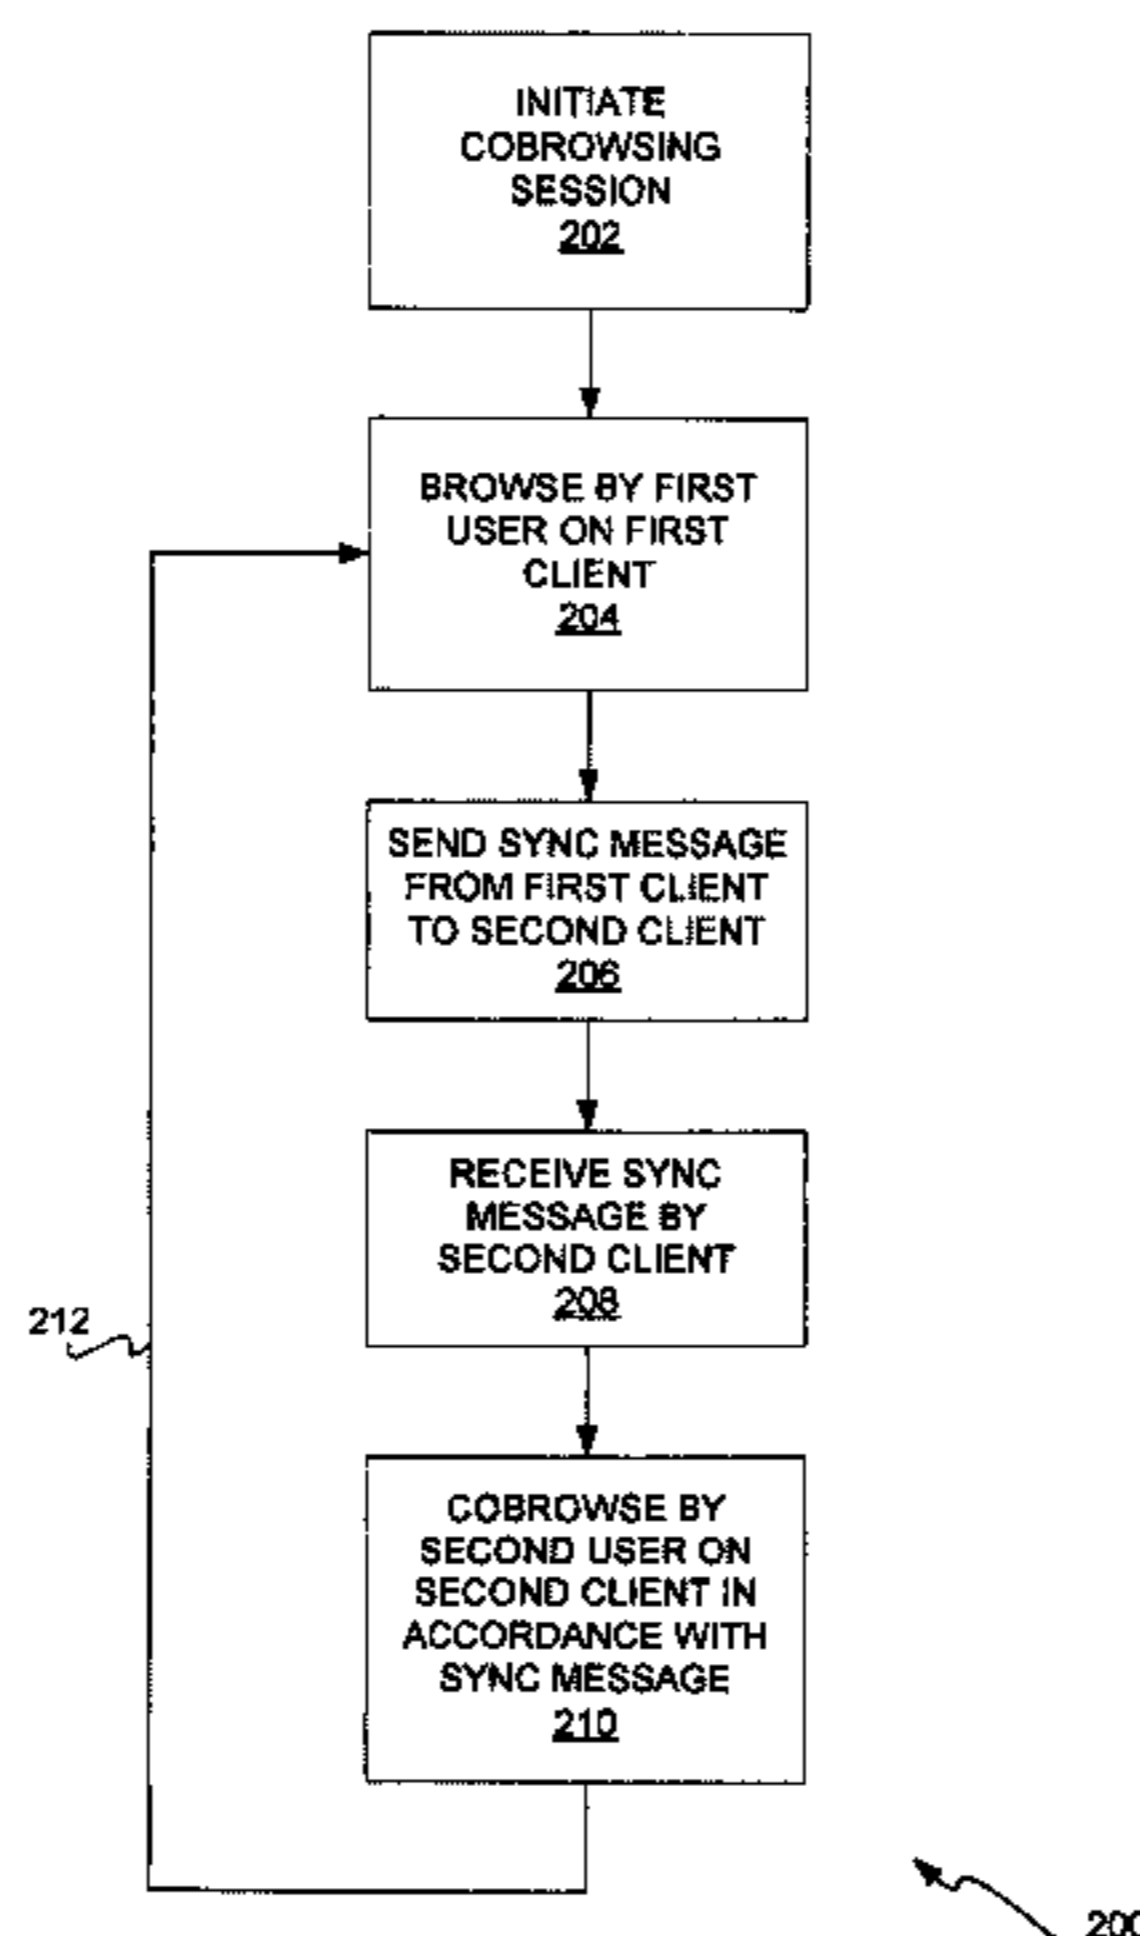 INITIATE
COBROWSING
SESSION
202
BROWSE BY FIRST
USER ON FIRST
CLIENT
204
SEND SYNC MESSAGE
FROM FIRST CLIENT
TO SECOND CLIENT
206
RECEIVE SYNC
MESSAGE BY
SECOND CLIENT
208
212
COBROWSE BY
SECOND USER ON
SECOND CLIENT IN
ACCORDANCE WITH
SYNC MESSAGE
210
200